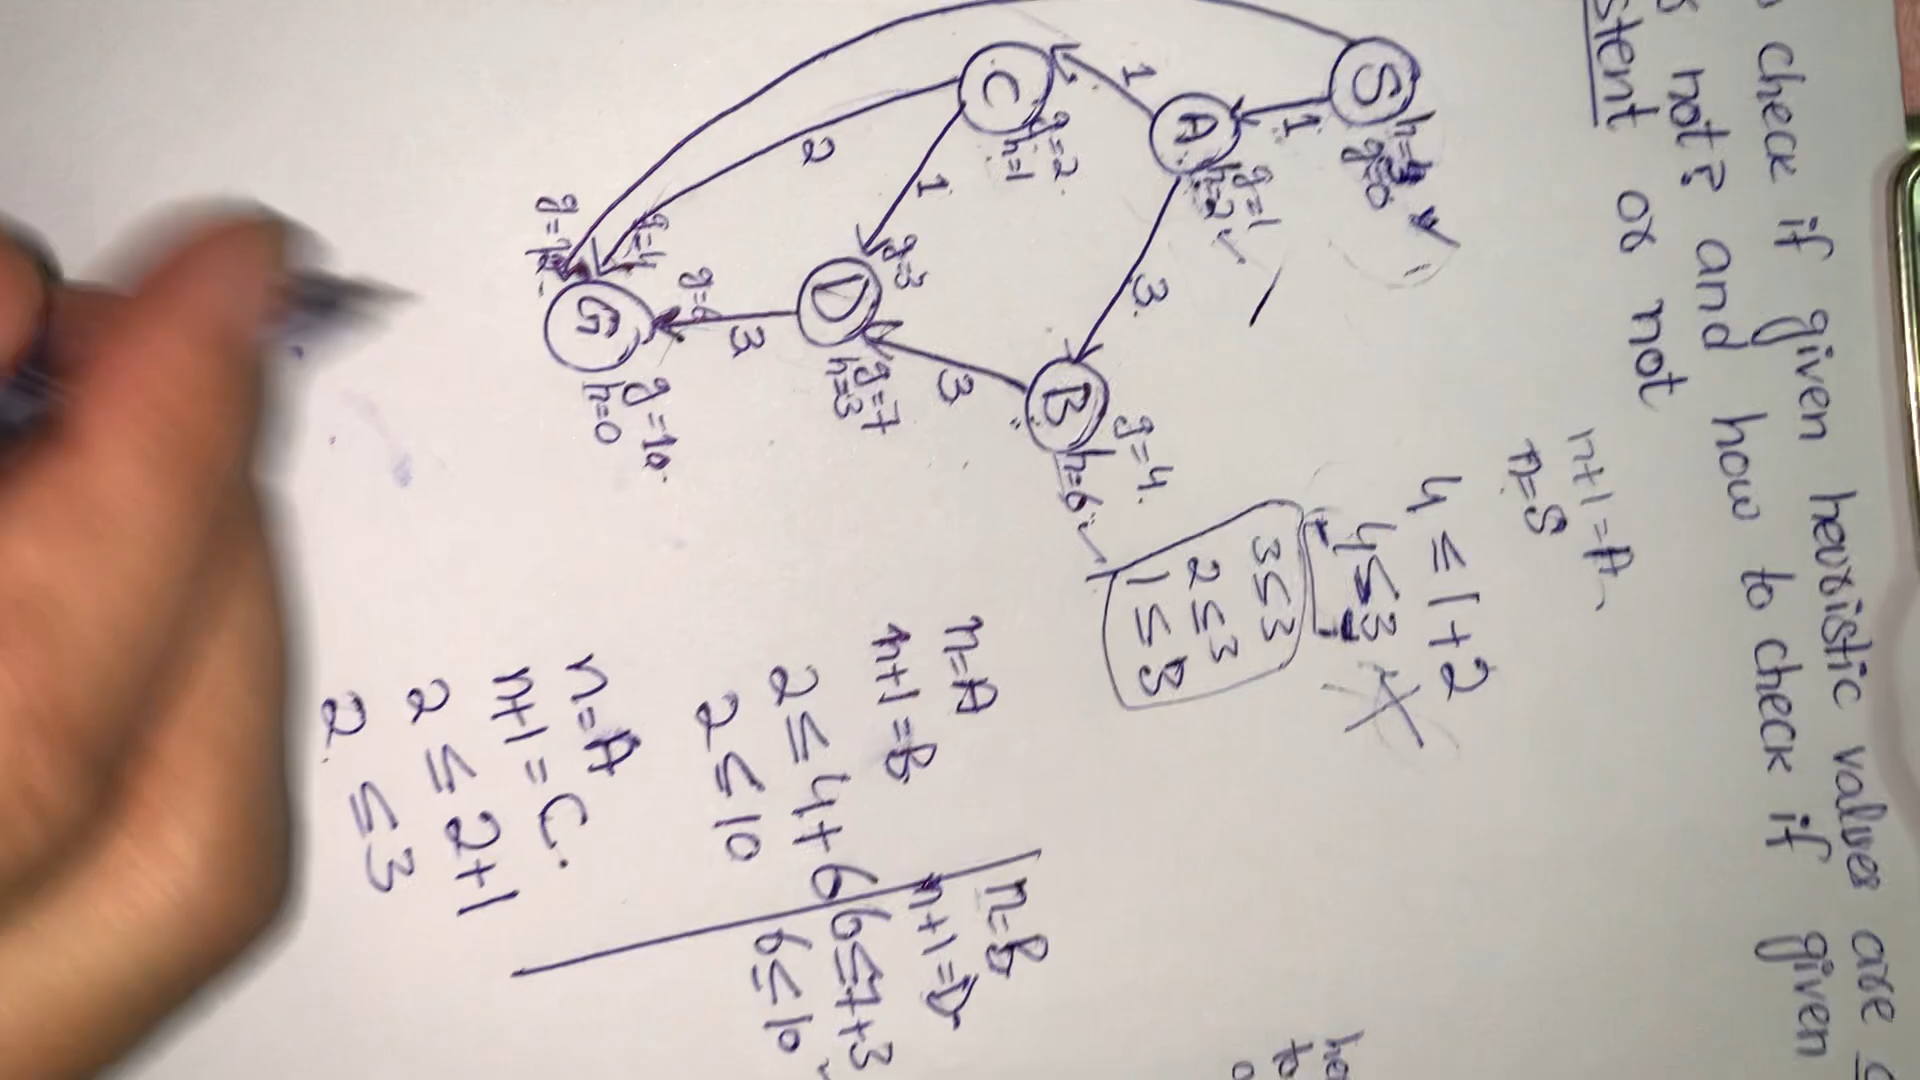 check if given heuristic values are
not? and how to check if given
stent or not
n+1=A
n=S
4 ≤ 1+2
4≤3
3≤3
2≤3
1≤3
S
g=0
1
A
g=1
h=2
1
3
C
g=2
h=1
B
g=4
h=6
2
1
3
D
g=3
g=7
h=3
3
G
g=4
g=10
h=0
n=A
n+1=B
2≤4+6
2≤10
n=B
n+1=D
6≤7+3
6≤10
n=A
n+1=C
2≤2+1
2≤3
to